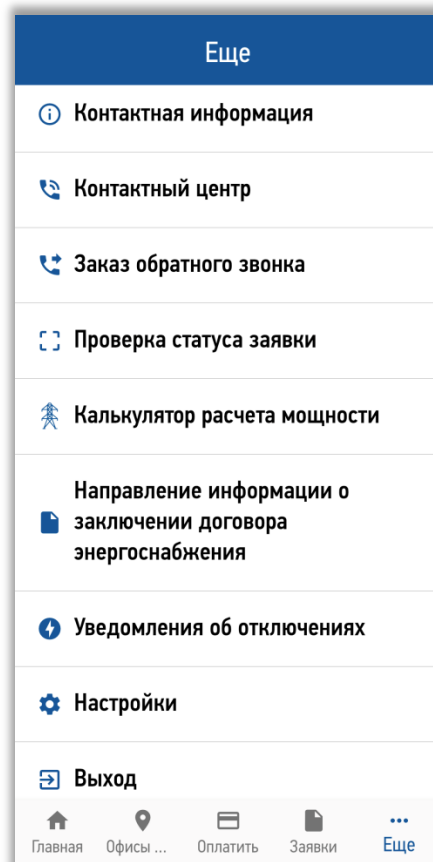 Еще
Контактная информация
Контактный центр
Заказ обратного звонка
Проверка статуса заявки
Калькулятор расчета мощности
Направление информации о
заключении договора
энергоснабжения
Уведомления об отключениях
Настройки
Выход
Главная
Офисы ...
Оплатить
Заявки
Еще